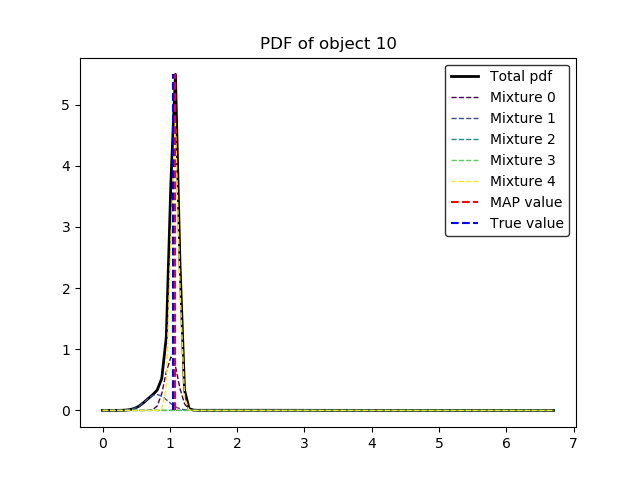 PDF of object 10
Total pdf
Mixture 0
Mixture 1
Mixture 2
Mixture 3
Mixture 4
MAP value
True value
5
4
3
2
1
0
0 1 2 3 4 5 6 7